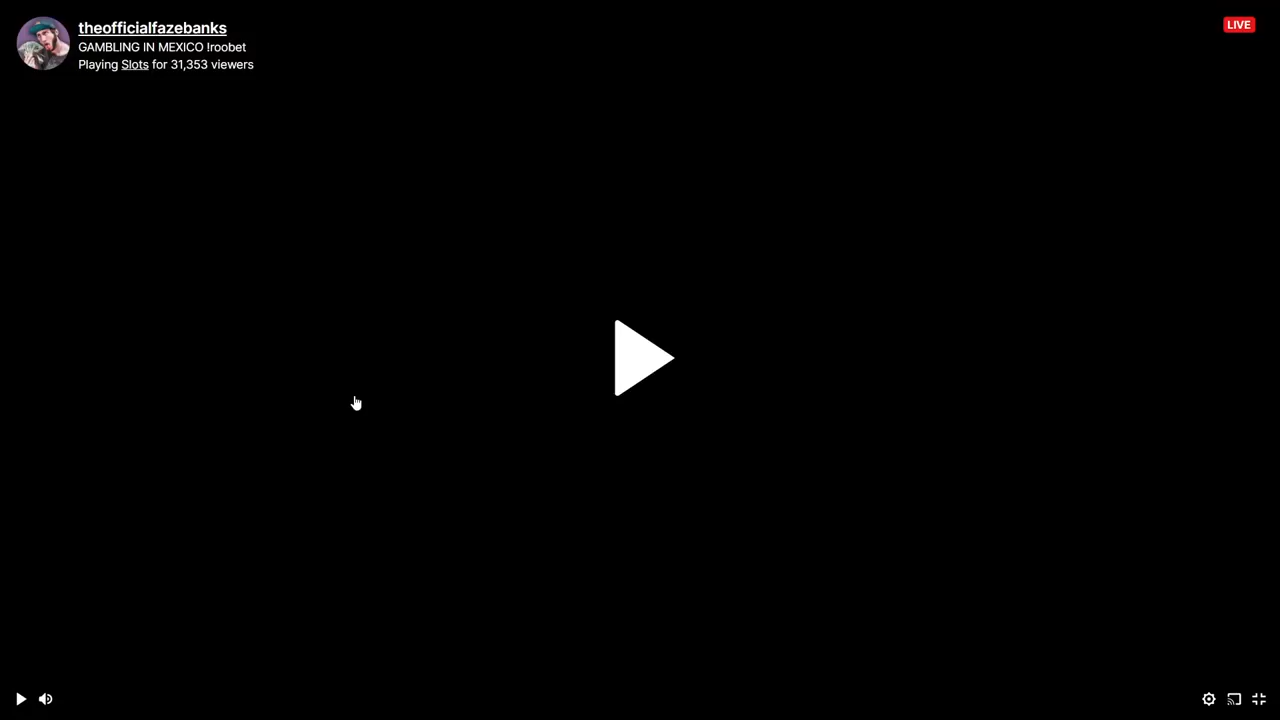 theofficialfazebanks
LIVE
GAMBLING IN MEXICO !roobet
Playing Slots for 31,353 viewers